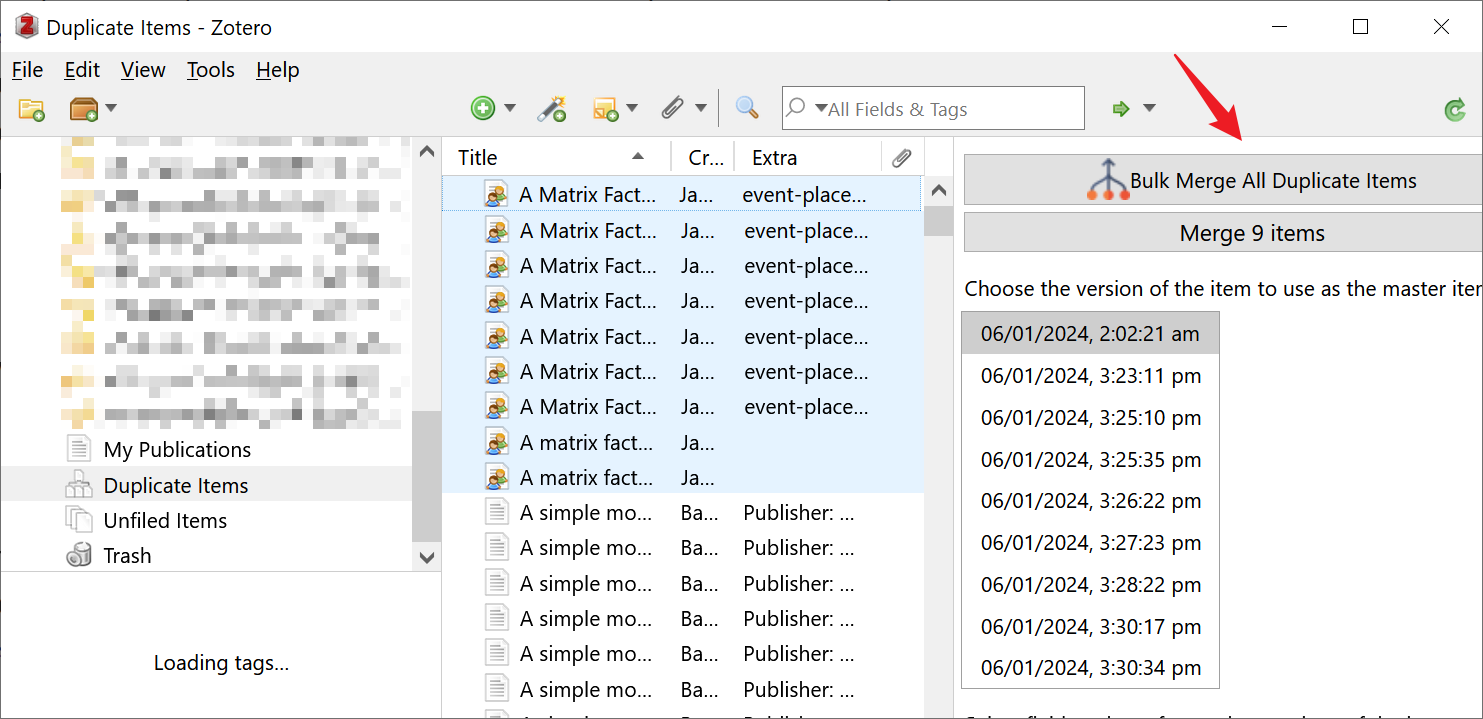 Duplicate Items - Zotero
File Edit View Tools Help
All Fields & Tags
Title Cr... Extra
A Matrix Fact... Ja... event-place...
A Matrix Fact... Ja... event-place...
A Matrix Fact... Ja... event-place...
A Matrix Fact... Ja... event-place...
A Matrix Fact... Ja... event-place...
A Matrix Fact... Ja... event-place...
A Matrix Fact... Ja... event-place...
A matrix fact... Ja...
A matrix fact... Ja...
A simple mo... Ba... Publisher: ...
A simple mo... Ba... Publisher: ...
A simple mo... Ba... Publisher: ...
A simple mo... Ba... Publisher: ...
A simple mo... Ba... Publisher: ...
A simple mo... Ba... Publisher: ...
My Publications
Duplicate Items
Unfiled Items
Trash
Loading tags...
Bulk Merge All Duplicate Items
Merge 9 items
Choose the version of the item to use as the master
06/01/2024, 2:02:21 am
06/01/2024, 3:23:11 pm
06/01/2024, 3:25:10 pm
06/01/2024, 3:25:35 pm
06/01/2024, 3:26:22 pm
06/01/2024, 3:27:23 pm
06/01/2024, 3:28:22 pm
06/01/2024, 3:30:17 pm
06/01/2024, 3:30:34 pm